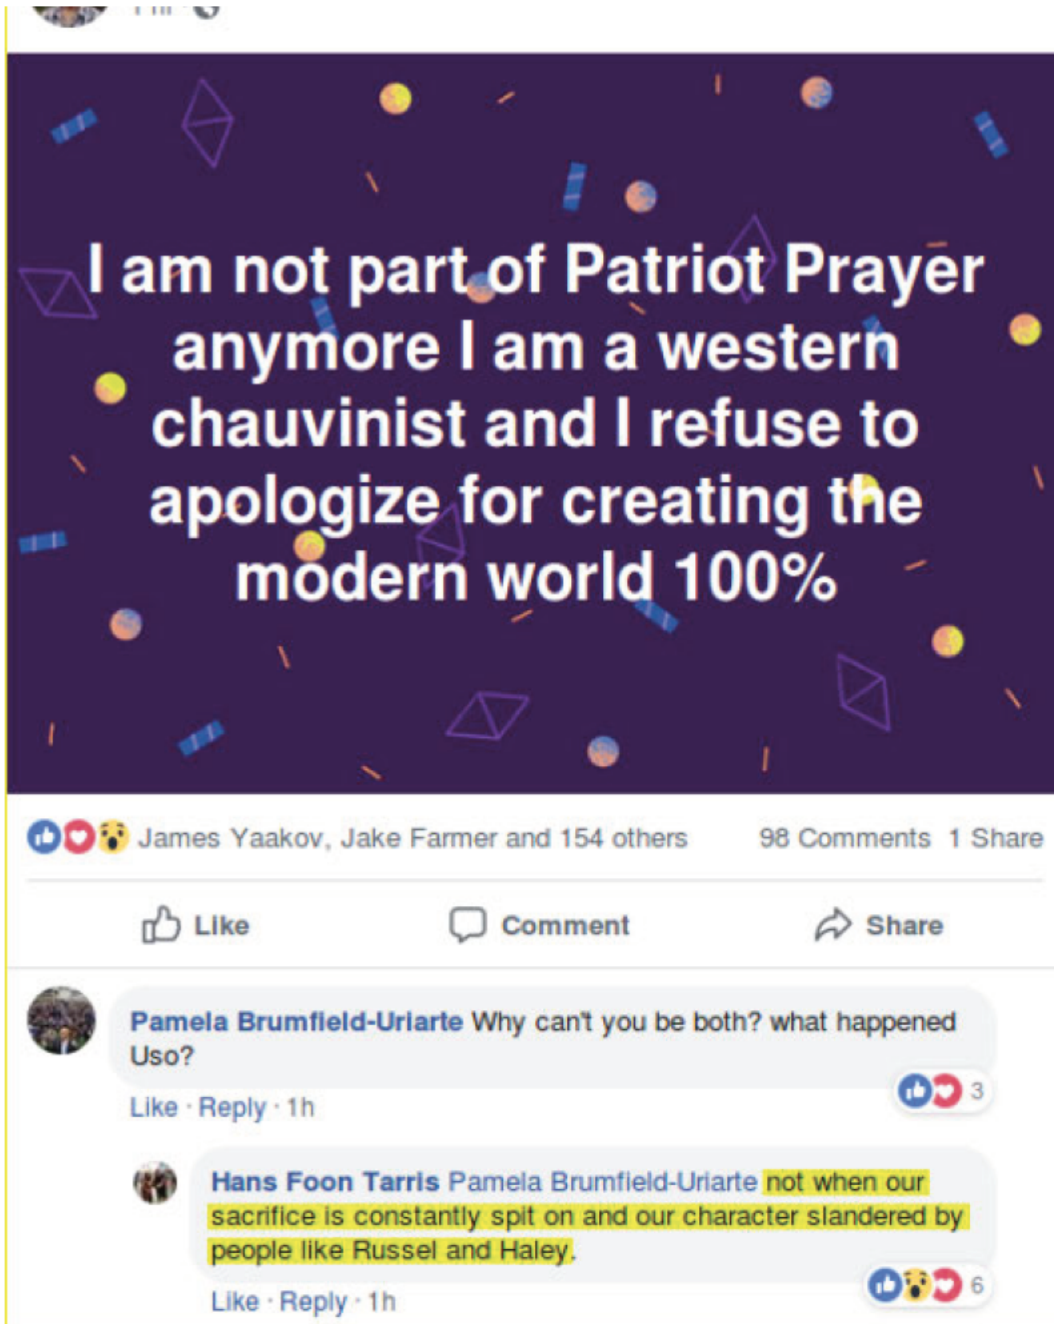 I am not part of Patriot Prayer
anymore I am a western
chauvinist and I refuse to
apologize for creating the
modern world 100%
James Yaakov, Jake Farmer and 154 others 98 Comments 1 Share
Like Comment Share
Pamela Brumfield-Uriarte Why can't you be both? what happened
Uso?
3
Like · Reply · 1h
Hans Foon Tarris Pamela Brumfield-Uriarte not when our
sacrifice is constantly spit on and our character slandered by
people like Russel and Haley.
6
Like · Reply · 1h